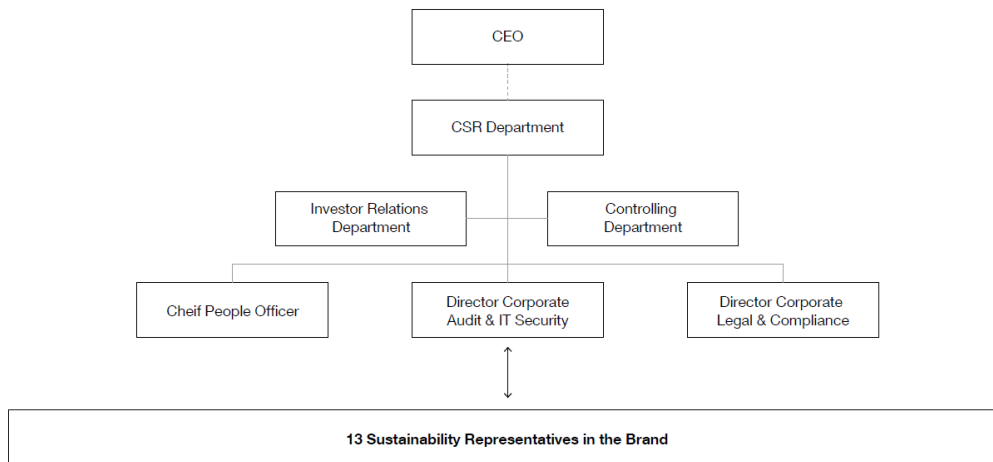 CEO
CSR Department
Investor Relations
Department
Controlling
Department
Cheif People Officer
Director Corporate
Audit & IT Security
Director Corporate
Legal & Compliance
13 Sustainability Representatives in the Brand